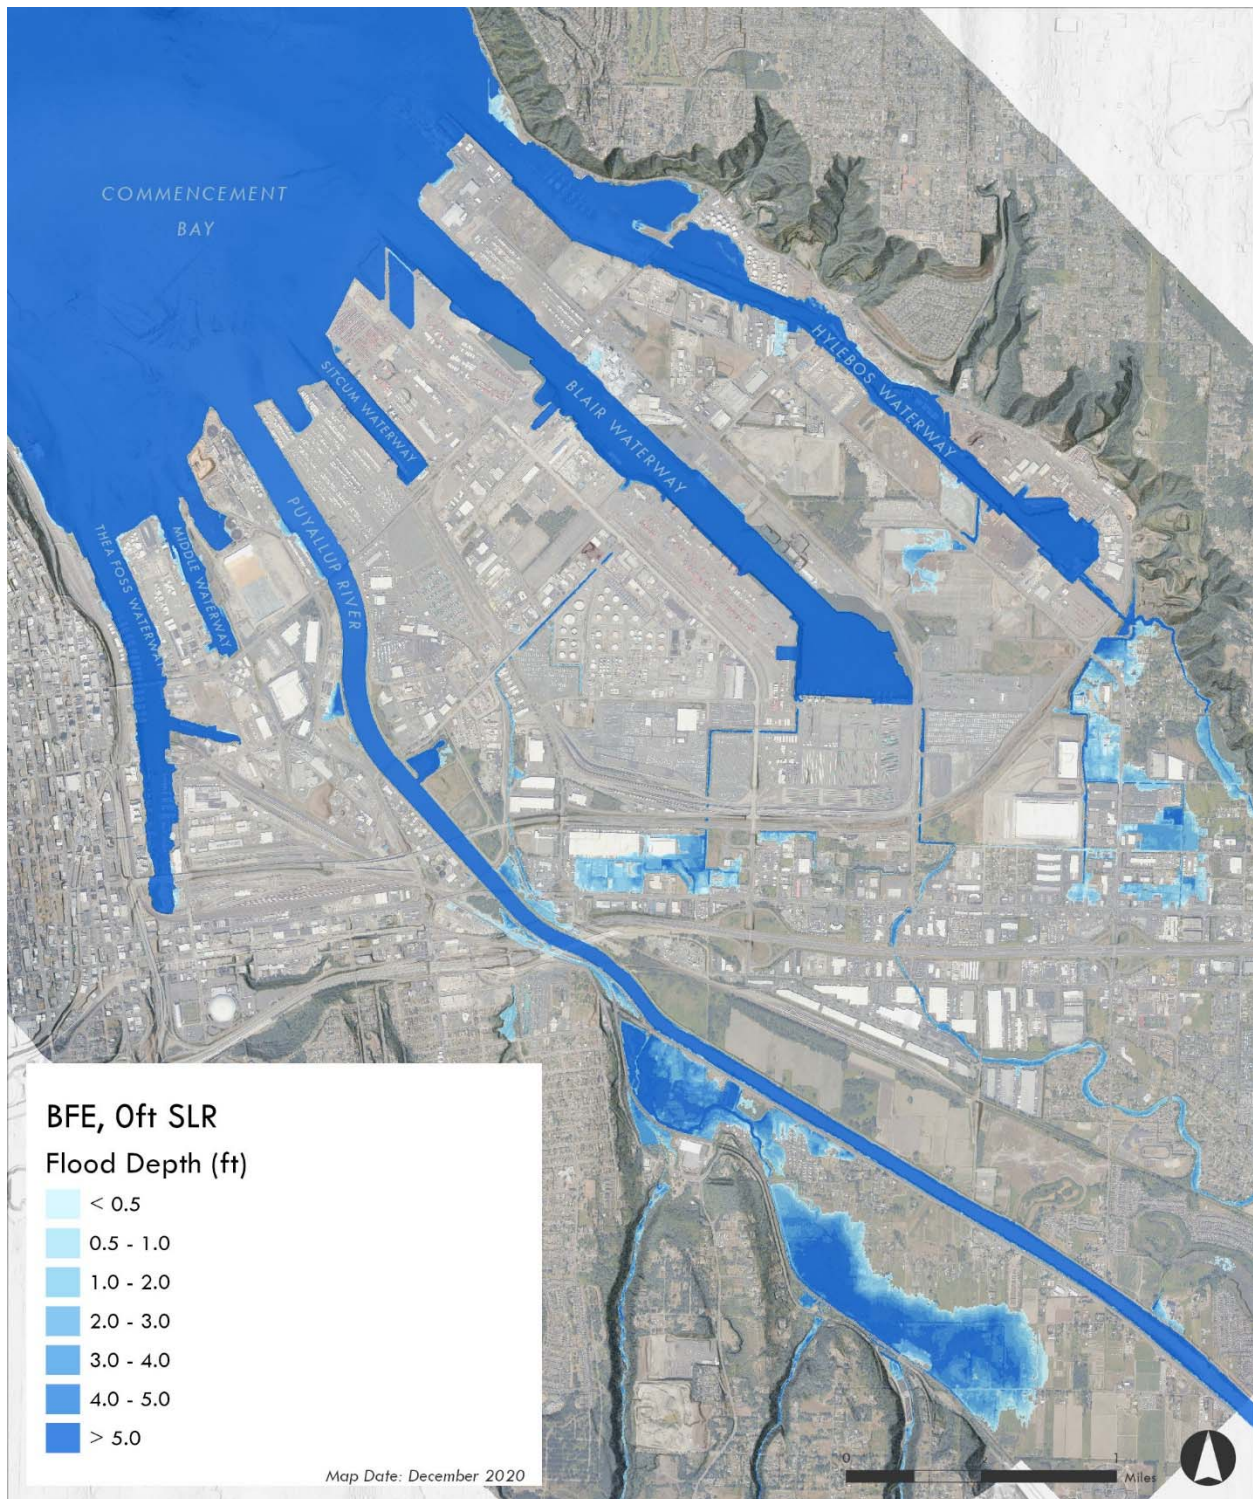 COMMENCEMENT
BAY
HYLEBOS WATERWAY
BLAIR WATERWAY
SITCUM WATERWAY
PUYALLUP RIVER
MIDDLE WATERWAY
THEA FOSS WATERWAY
BFE, 0ft SLR
Flood Depth (ft)
< 0.5
0.5 - 1.0
1.0 - 2.0
2.0 - 3.0
3.0 - 4.0
4.0 - 5.0
> 5.0
Map Date: December 2020
0 1
Miles